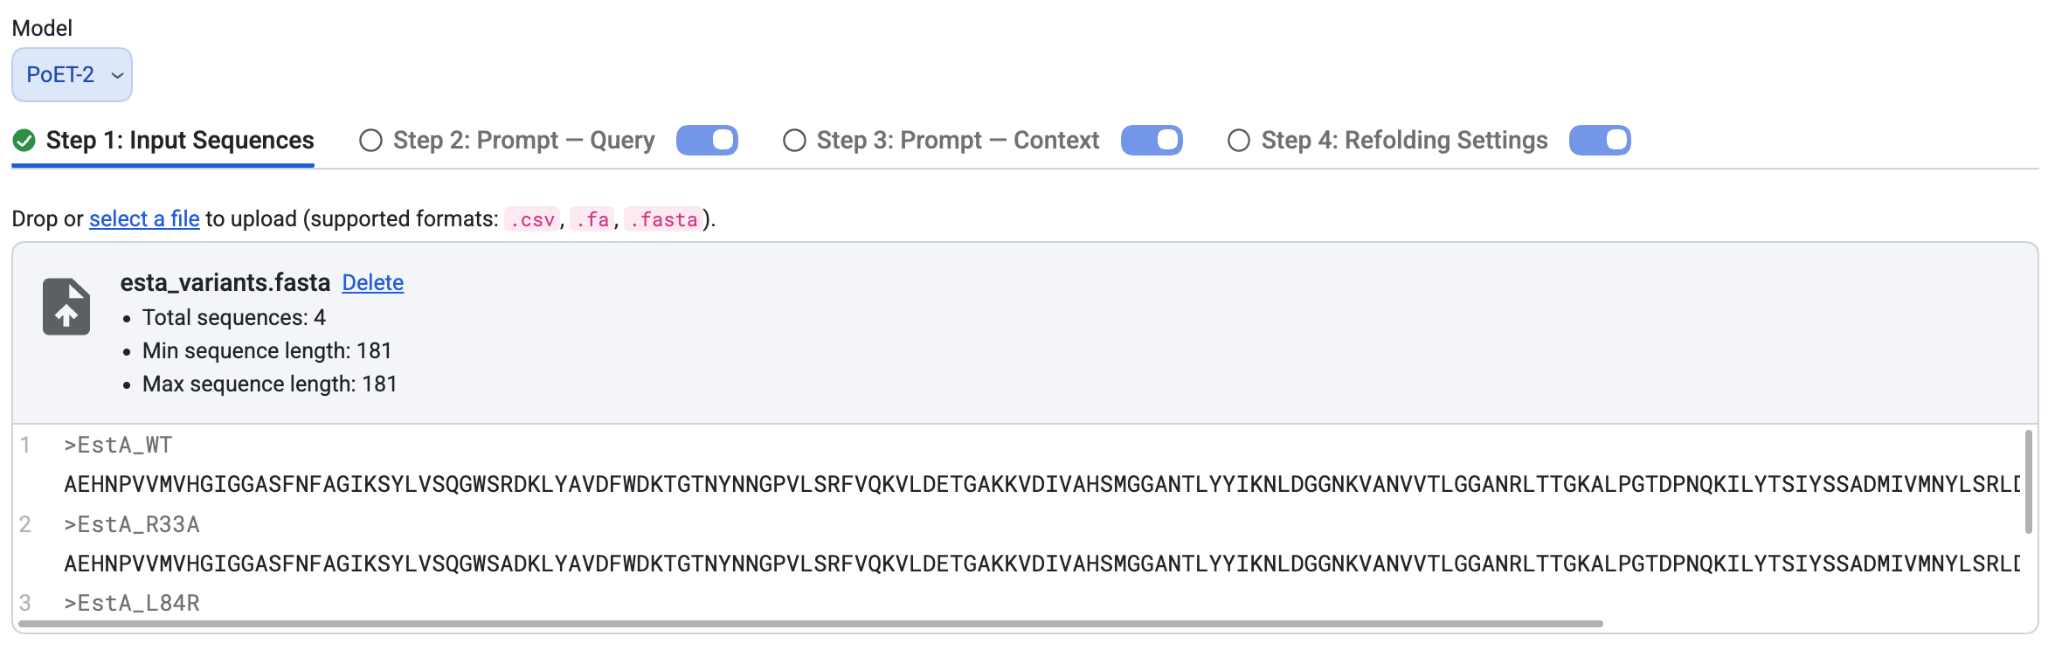 Model
PoET-2
Step 1: Input Sequences Step 2: Prompt — Query Step 3: Prompt — Context Step 4: Refolding Settings
Drop or select a file to upload (supported formats: .csv, .fa, .fasta).
esta_variants.fasta Delete
• Total sequences: 4
• Min sequence length: 181
• Max sequence length: 181
1 >EstA_WT
AEHNPVVMVHGIGGASFNFAGIKSYLVSQGWSRDKLYAVDFWDKTGTNYNNGPVLSRFVQKVLDETGAKKVDIVAHSMGGANTLYYIKNLDGGNKVANVVTLGGANRLTTGKALPGTDPNQKILYTSIYSSADMIVMNYLSRLD
2 >EstA_R33A
AEHNPVVMVHGIGGASFNFAGIKSYLVSQGWSADKLYAVDFWDKTGTNYNNGPVLSRFVQKVLDETGAKKVDIVAHSMGGANTLYYIKNLDGGNKVANVVTLGGANRLTTGKALPGTDPNQKILYTSIYSSADMIVMNYLSRLD
3 >EstA_L84R